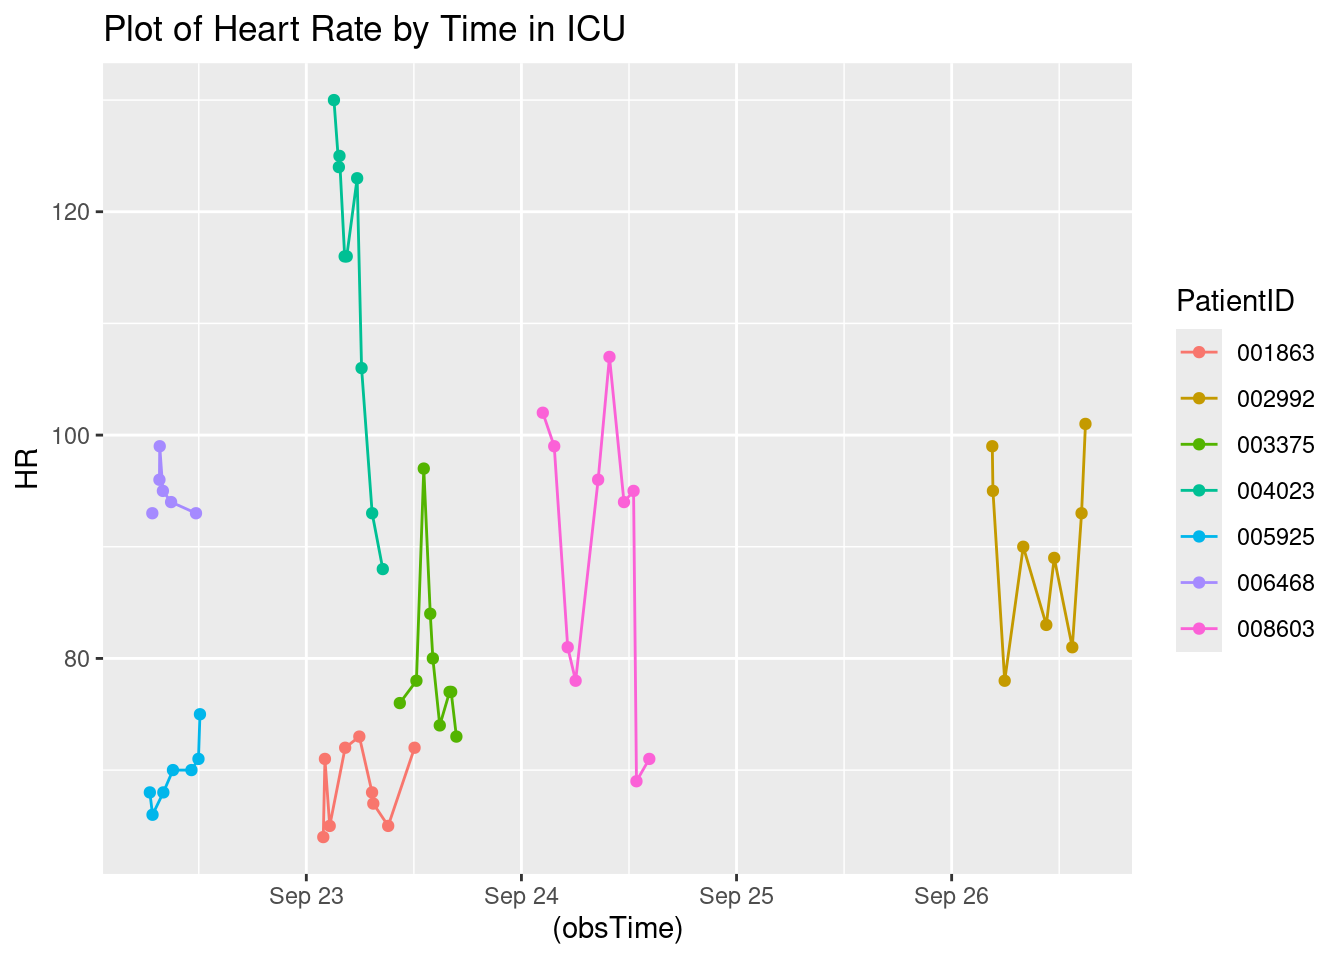 Plot of Heart Rate by Time in ICU
HR
120
100
80
Sep 23
Sep 24
Sep 25
Sep 26
(obsTime)
PatientID
001863
002992
003375
004023
005925
006468
008603